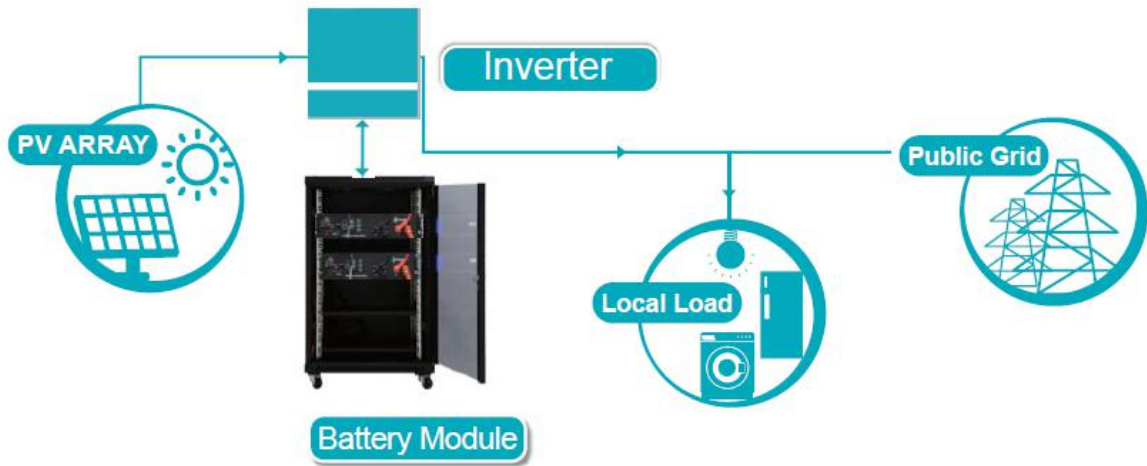 Inverter
PV ARRAY
Public Grid
Local Load
Battery Module